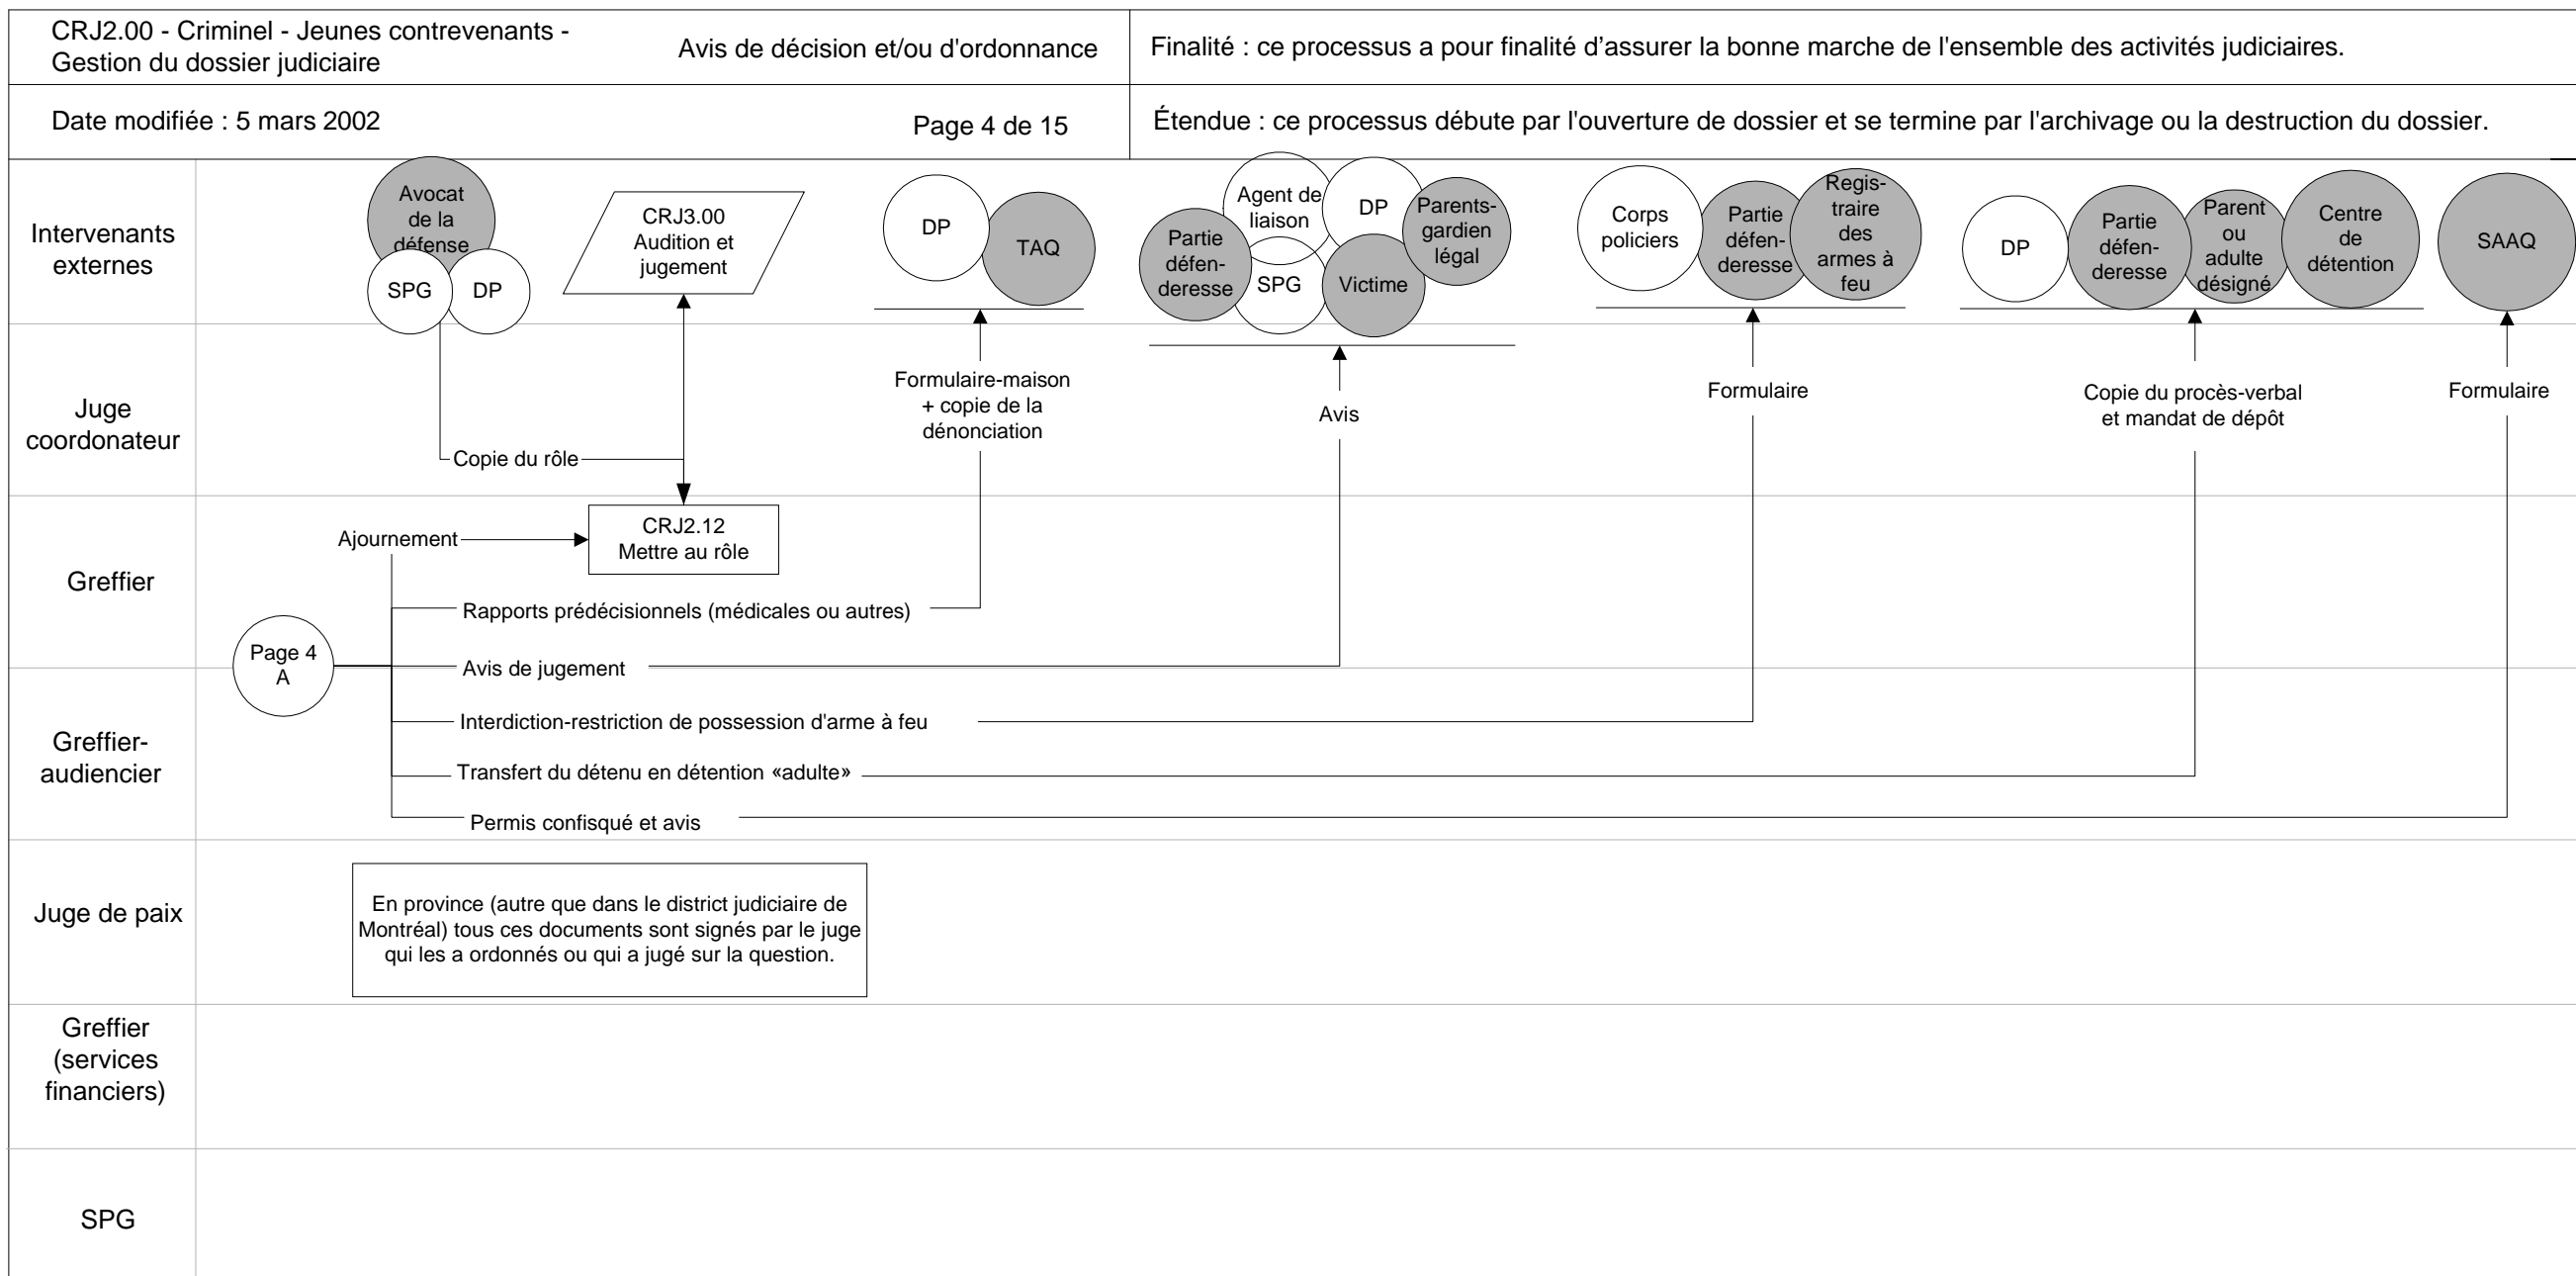 CRJ2.00 - Criminel - Jeunes contrevenants -
Gestion du dossier judiciaire
Avis de décision et/ou d'ordonnance
Finalité : ce processus a pour finalité d’assurer la bonne marche de l'ensemble des activités judiciaires.
Date modifiée : 5 mars 2002
Page 4 de 15
Étendue : ce processus débute par l'ouverture de dossier et se termine par l'archivage ou la destruction du dossier.
Intervenants
externes
Avocat
de la
défense
SPG
DP
CRJ3.00
Audition et
jugement
DP
TAQ
Partie
défen-
deresse
Agent de
liaison
SPG
DP
Victime
Parents-
gardien
légal
Corps
policiers
Partie
défen-
deresse
Regis-
traire
des
armes à
feu
DP
Partie
défen-
deresse
Parent
ou
adulte
désigné
Centre
de
détention
SAAQ
Juge
coordonateur
Copie du rôle
Formulaire-maison
+ copie de la
dénonciation
Avis
Formulaire
Copie du procès-verbal
et mandat de dépôt
Formulaire
Greffier
Ajournement
CRJ2.12
Mettre au rôle
Rapports prédécisionnels (médicales ou autres)
Page 4
A
Avis de jugement
Greffier-
audiencier
Interdiction-restriction de possession d'arme à feu
Transfert du détenu en détention «adulte»
Permis confisqué et avis
Juge de paix
En province (autre que dans le district judiciaire de
Montréal) tous ces documents sont signés par le juge
qui les a ordonnés ou qui a jugé sur la question.
Greffier
(services
financiers)
SPG